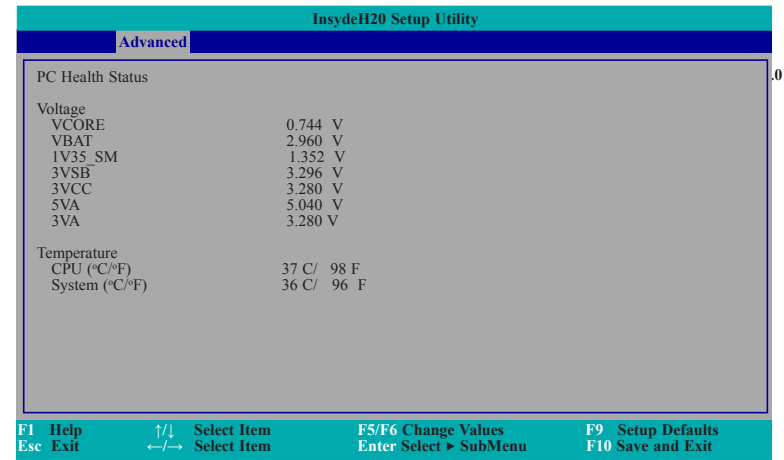 InsydeH20 Setup Utility
Advanced
PC Health Status
.0
Voltage
VCORE 0.744 V
VBAT 2.960 V
1V35_SM 1.352 V
3VSB 3.296 V
3VCC 3.280 V
5VA 5.040 V
3VA 3.280 V
Temperature
CPU (°C/°F) 37 C/ 98 F
System (°C/°F) 36 C/ 96 F
F1 Help ↑/↓ Select Item F5/F6 Change Values F9 Setup Defaults
Esc Exit ←/→ Select Item Enter Select ► SubMenu F10 Save and Exit